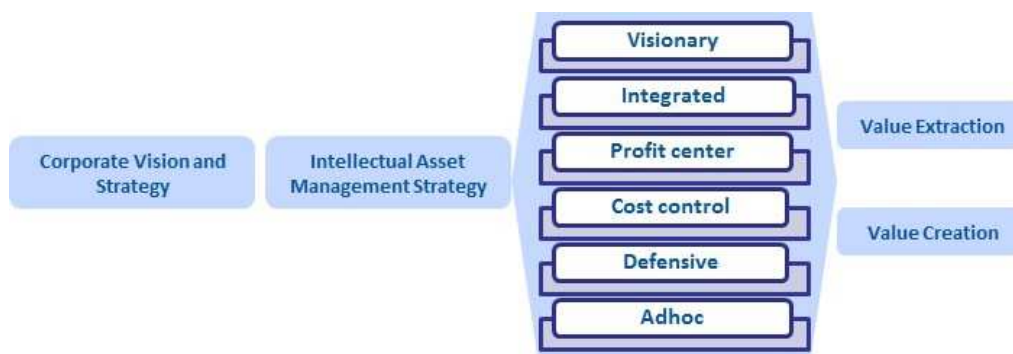 Corporate Vision and
Strategy
Intellectual Asset
Management Strategy
Visionary
Integrated
Profit center
Cost control
Defensive
Adhoc
Value Extraction
Value Creation